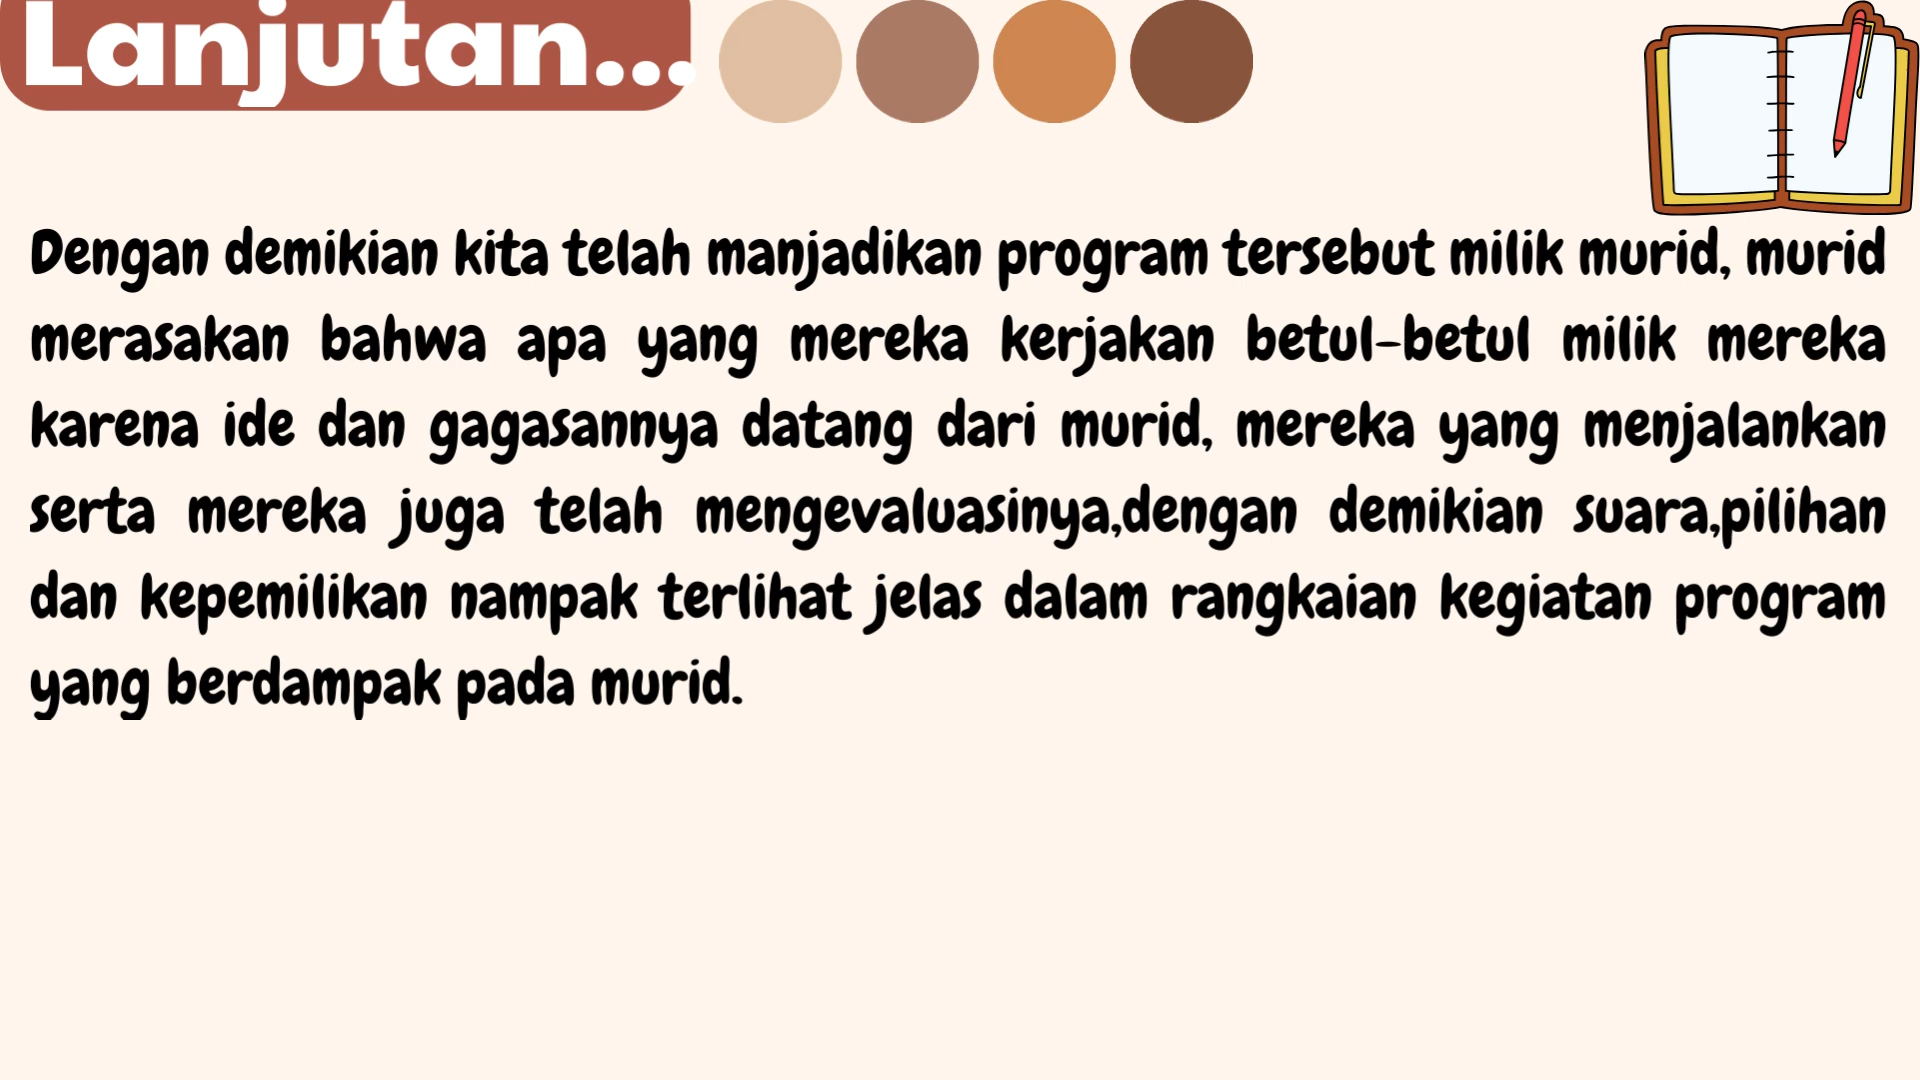 Lanjutan...
Dengan demikian kita telah manjadikan program tersebut milik murid, murid
merasakan bahwa apa yang mereka kerjakan betul-betul milik mereka
karena ide dan gagasannya datang dari murid, mereka yang menjalankan
serta mereka juga telah mengevaluasinya,dengan demikian suara,pilihan
dan kepemilikan nampak terlihat jelas dalam rangkaian kegiatan program
yang berdampak pada murid.